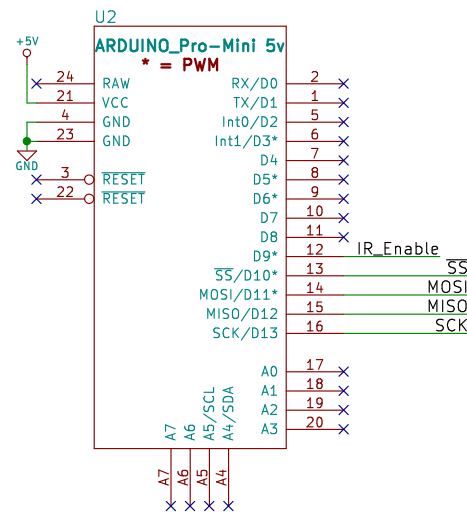 U2
+5V
ARDUINO_Pro-Mini 5v
* = PWM
24 RAW RX/D0 2
21 VCC TX/D1 1
4 GND Int0/D2 5
23 GND Int1/D3* 6
GND
D4 7
3 RESET D5* 8
22 RESET D6* 9
D7 10
D8 11
D9* 12 IR_Enable
SS/D10* 13 SS
MOSI/D11* 14 MOSI
MISO/D12 15 MISO
SCK/D13 16 SCK
A0 17
A1 18
A2 19
A3 20
A7 A6 A5/SCL A4/SDA
A7 A6 A5 A4